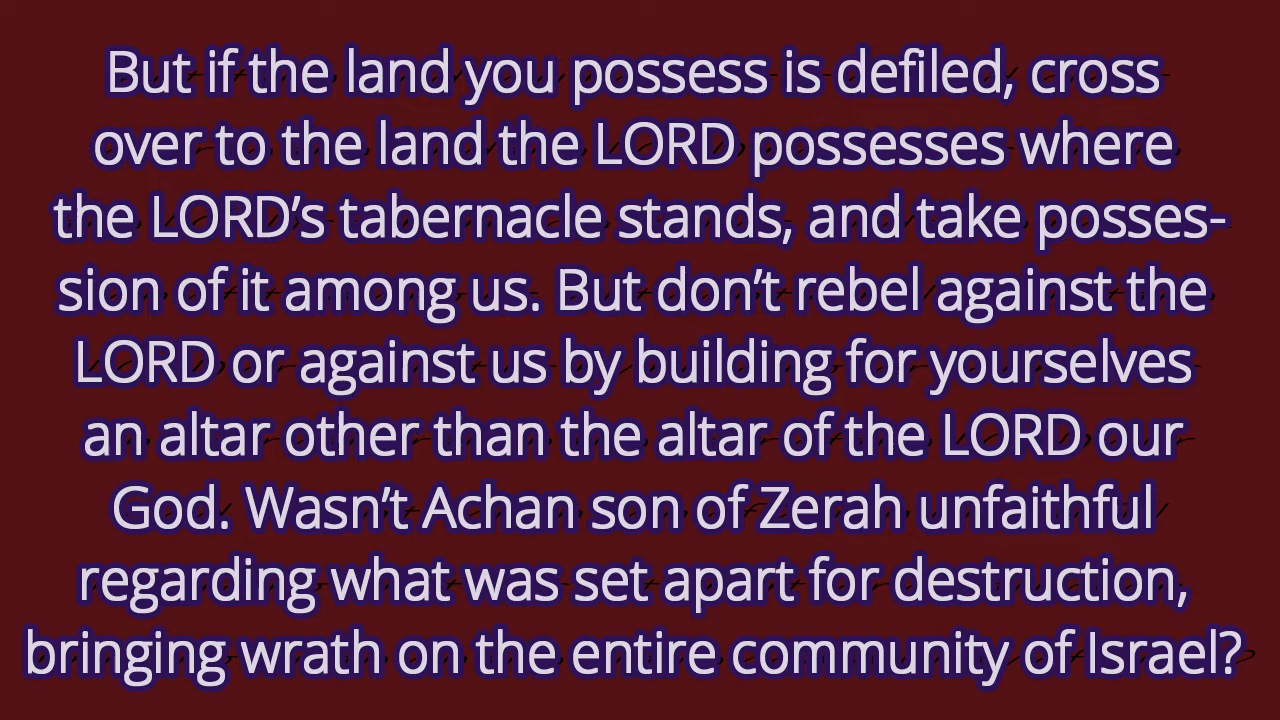 But if the land you possess is defiled, cross
over to the land the LORD possesses where
the LORD’s tabernacle stands, and take posses-
sion of it among us. But don’t rebel against the
LORD or against us by building for yourselves
an altar other than the altar of the LORD our
God. Wasn’t Achan son of Zerah unfaithful
regarding what was set apart for destruction,
bringing wrath on the entire community of Israel?